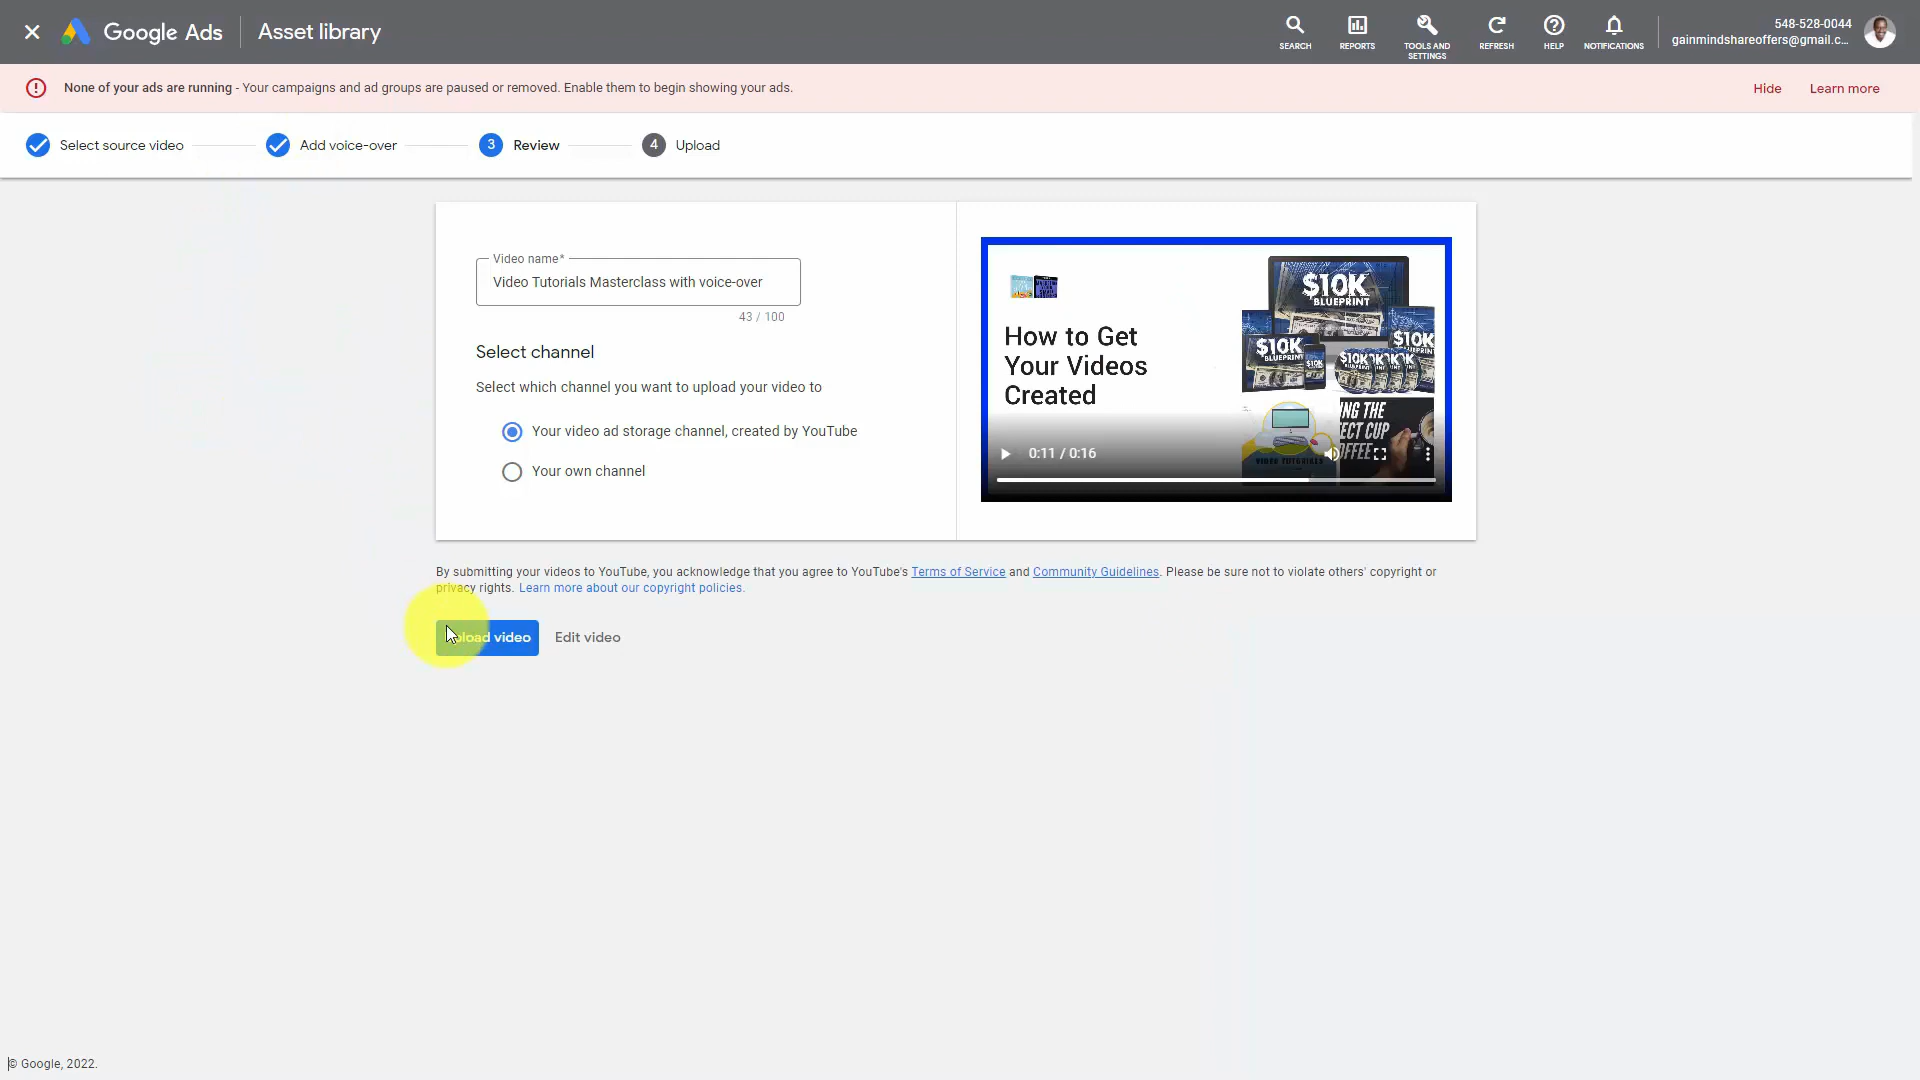 Google Ads
Asset library
SEARCH
REPORTS
TOOLS AND
SETTINGS
REFRESH
HELP
NOTIFICATIONS
548-528-0044
gainmindshareoffers@gmail.c...
None of your ads are running - Your campaigns and ad groups are paused or removed. Enable them to begin showing your ads.
Hide
Learn more
Select source video
Add voice-over
3
Review
4
Upload
Video name*
Video Tutorials Masterclass with voice-over
43 / 100
Select channel
Select which channel you want to upload your video to
Your video ad storage channel, created by YouTube
Your own channel
How to Get
Your Videos
Created
$10K
BLUEPRINT
$10K
BLUEPRINT
$10K
VIDEO TUTORIALS
0:11 / 0:16
By submitting your videos to YouTube, you acknowledge that you agree to YouTube's Terms of Service and Community Guidelines. Please be sure not to violate others' copyright or
privacy rights. Learn more about our copyright policies.
Upload video
Edit video
© Google, 2022.